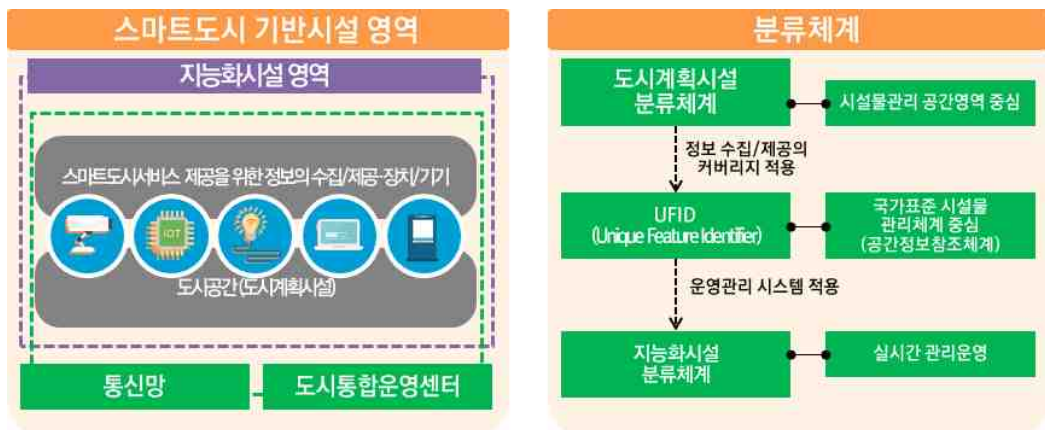 스마트도시 기반시설 영역
지능화시설 영역
스마트도시서비스 제공을 위한 정보의 수집/제공·장치/기기
IOT
도시공간(도시계획시설)
통신망
도시통합운영센터
분류체계
도시계획시설
분류체계
시설물관리 공간영역 중심
정보 수집/제공의
커버리지 적용
UFID
(Unique Feature Identifier)
국가표준 시설물
관리체계 중심
(공간정보참조체계)
운영관리 시스템 적용
지능화시설
분류체계
실시간 관리운영